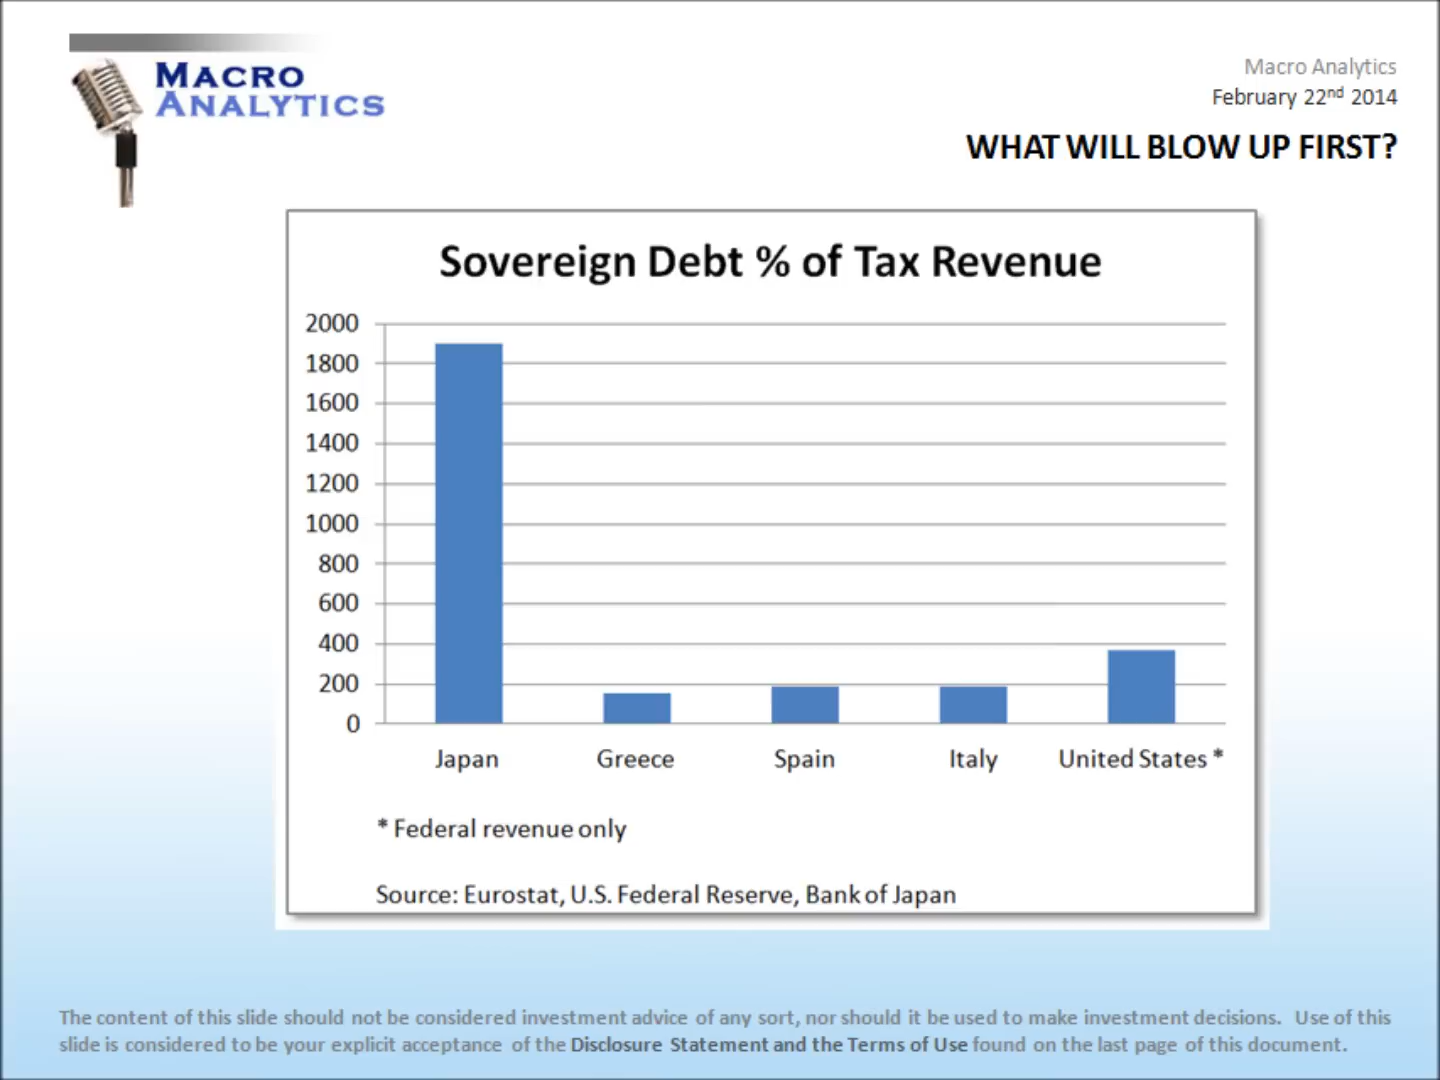 MACRO
ANALYTICS
Macro Analytics
February 22nd 2014
WHAT WILL BLOW UP FIRST?
Sovereign Debt % of Tax Revenue
2000
1800
1600
1400
1200
1000
800
600
400
200
0
Japan Greece Spain Italy United States *
* Federal revenue only
Source: Eurostat, U.S. Federal Reserve, Bank of Japan
The content of this slide should not be considered investment advice of any sort, nor should it be used to make investment decisions. Use of this
slide is considered to be your explicit acceptance of the Disclosure Statement and the Terms of Use found on the last page of this document.